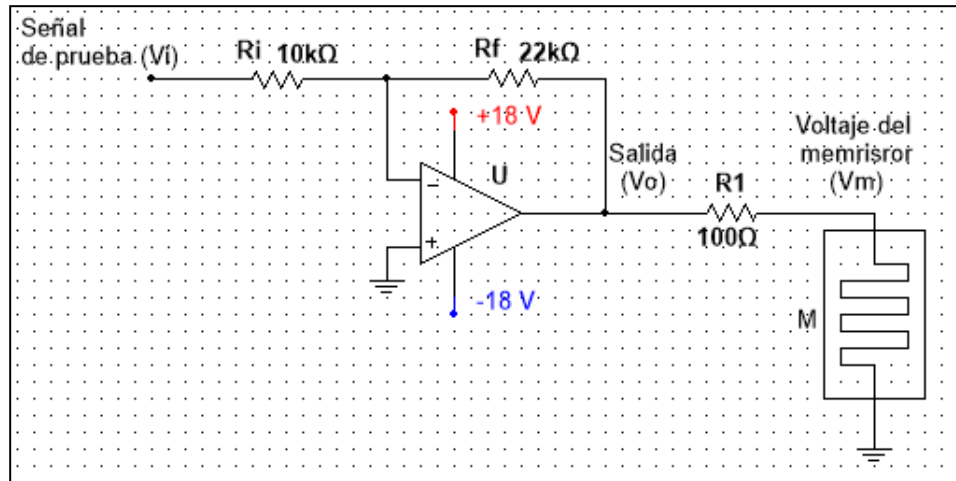 Señal
de prueba (Vi)
Ri 10kΩ
Rf 22kΩ
+18 V
Voltaje del
memrisror
(Vm)
Salida
(Vo)
U
R1
100Ω
−
+
-18 V
M